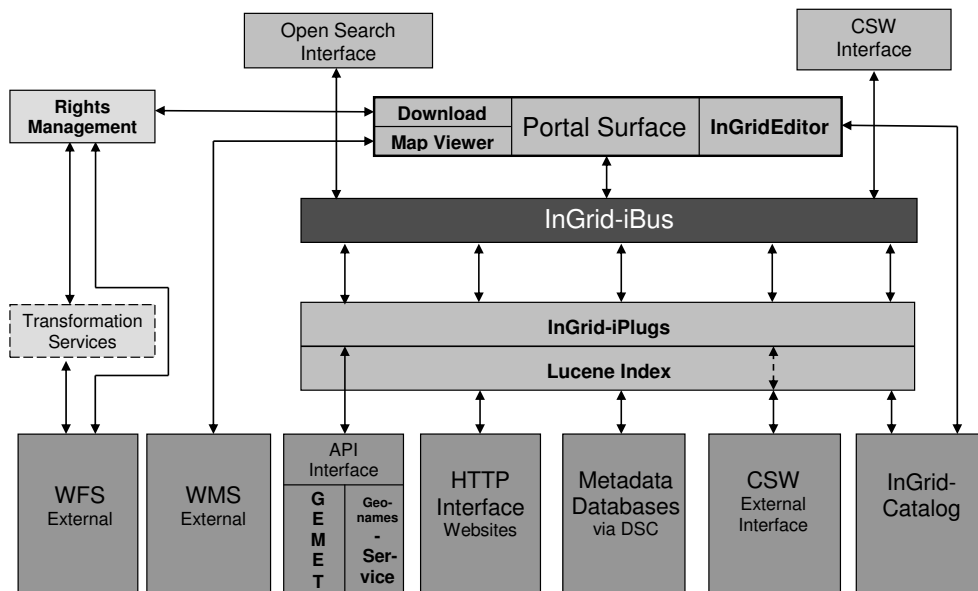 Open Search
Interface
CSW
Interface
Rights
Management
Download
Map Viewer
Portal Surface
InGridEditor
InGrid-iBus
Transformation
Services
InGrid-iPlugs
Lucene Index
WFS
External
WMS
External
API
Interface
G
E
M
E
T
Geo-
names
-
Ser-
vice
HTTP
Interface
Websites
Metadata
Databases
via DSC
CSW
External
Interface
InGrid-
Catalog